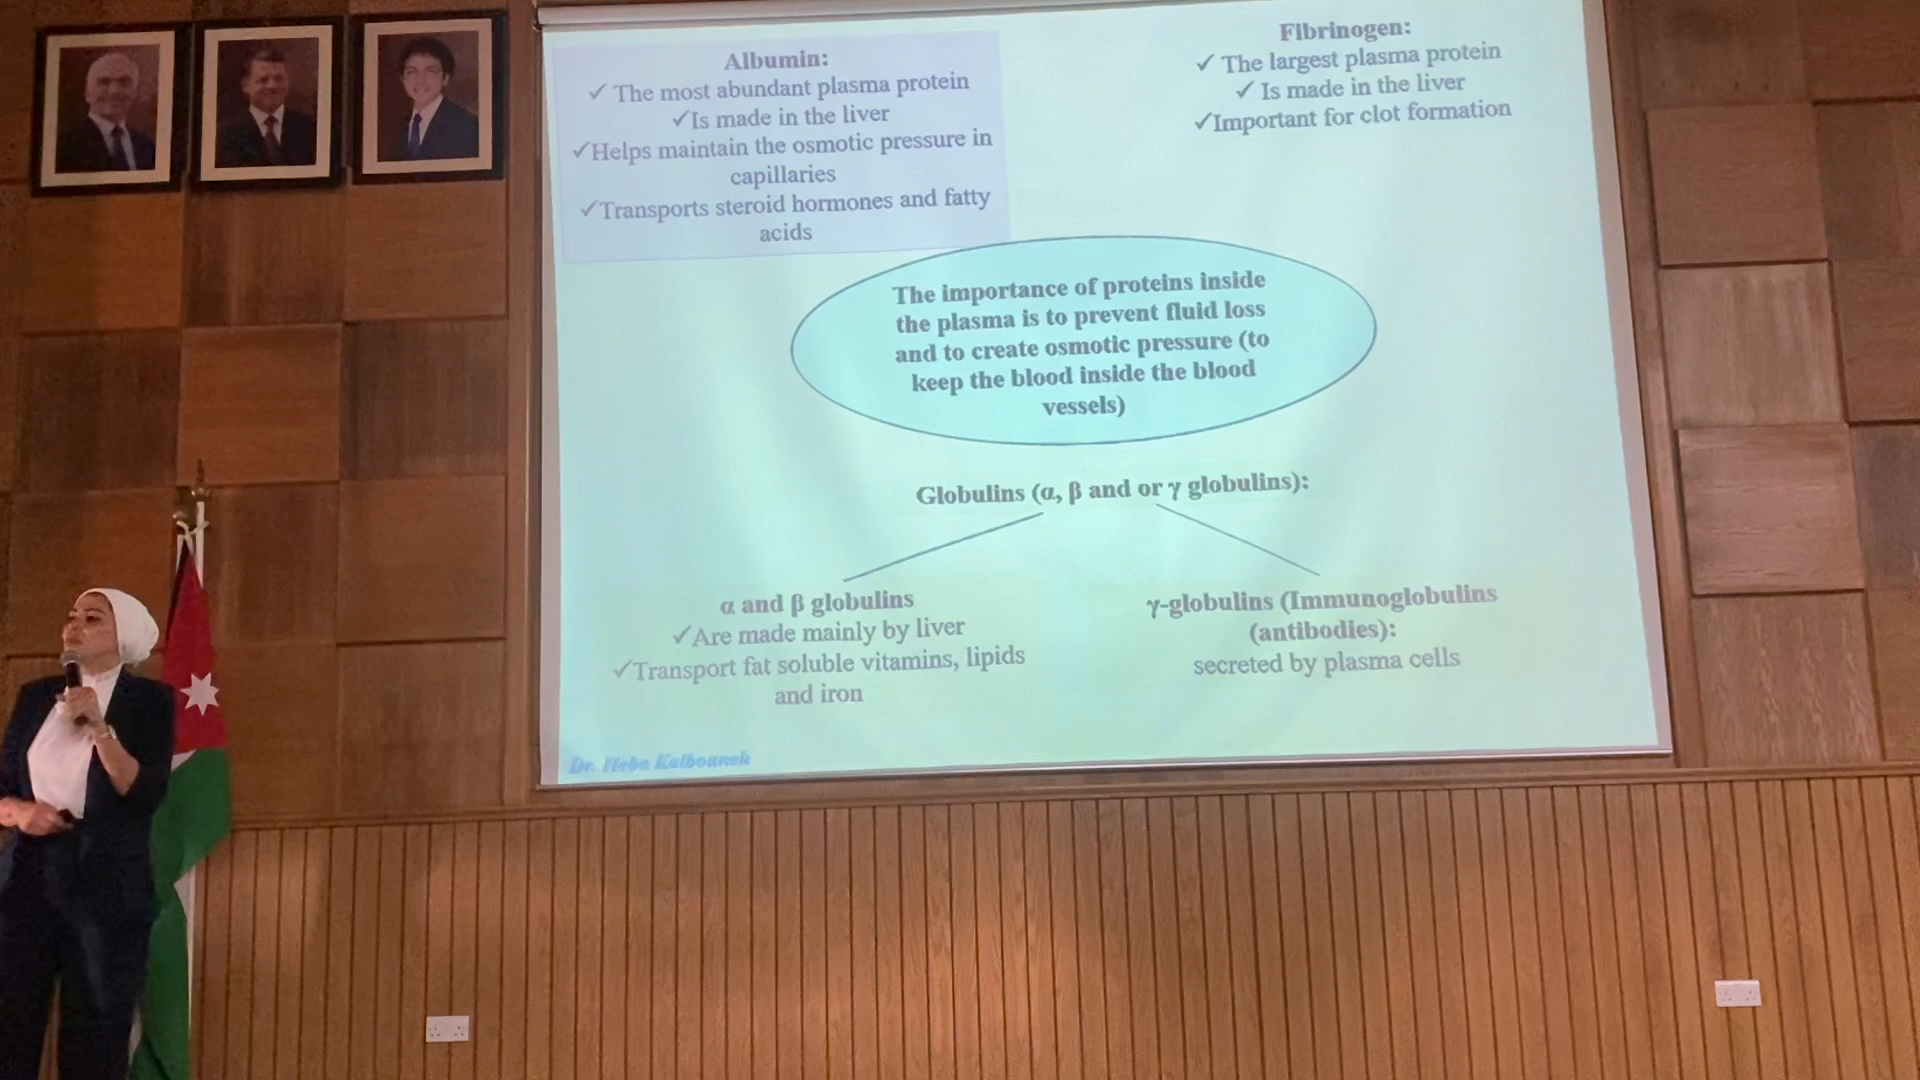 Albumin:
✓ The most abundant plasma protein
✓Is made in the liver
✓Helps maintain the osmotic pressure in
capillaries
✓Transports steroid hormones and fatty
acids
Fibrinogen:
✓ The largest plasma protein
✓ Is made in the liver
✓Important for clot formation
The importance of proteins inside
the plasma is to prevent fluid loss
and to create osmotic pressure (to
keep the blood inside the blood
vessels)
Globulins (α, β and or γ globulins):
α and β globulins
✓Are made mainly by liver
✓Transport fat soluble vitamins, lipids
and iron
γ-globulins (Immunoglobulins
(antibodies):
secreted by plasma cells
Dr. Heba Kalbouneh